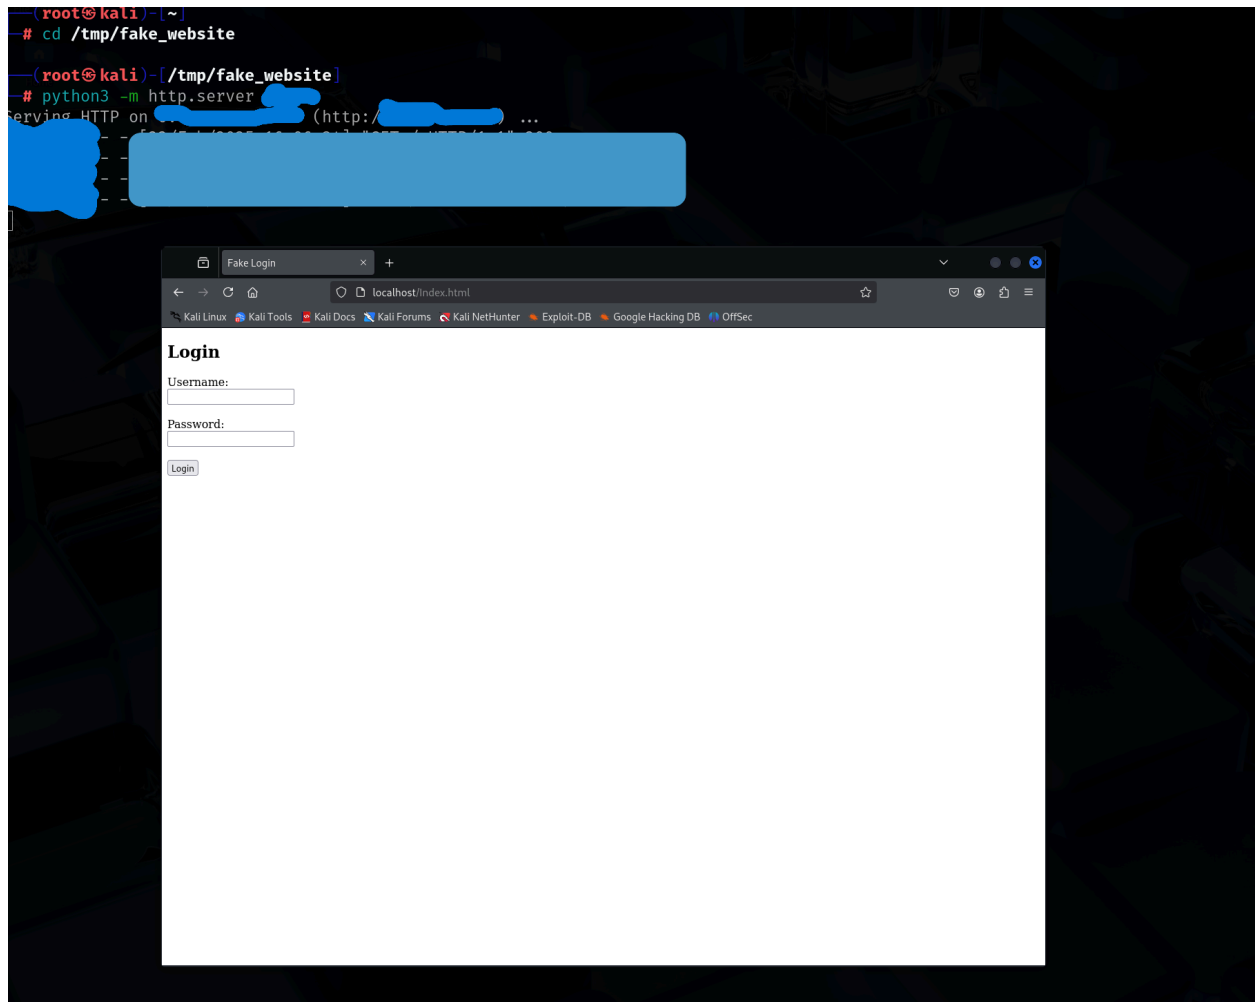 (root㉿kali)-[~]
# cd /tmp/fake_website
(root㉿kali)-[/tmp/fake_website]
# python3 -m http.server
Serving HTTP on (http:/ ) ...
- -
- -
- -
- -
Fake Login
localhost/Index.html
Kali Linux Kali Tools Kali Docs Kali Forums Kali NetHunter Exploit-DB Google Hacking DB OffSec
Login
Username:
Password:
Login